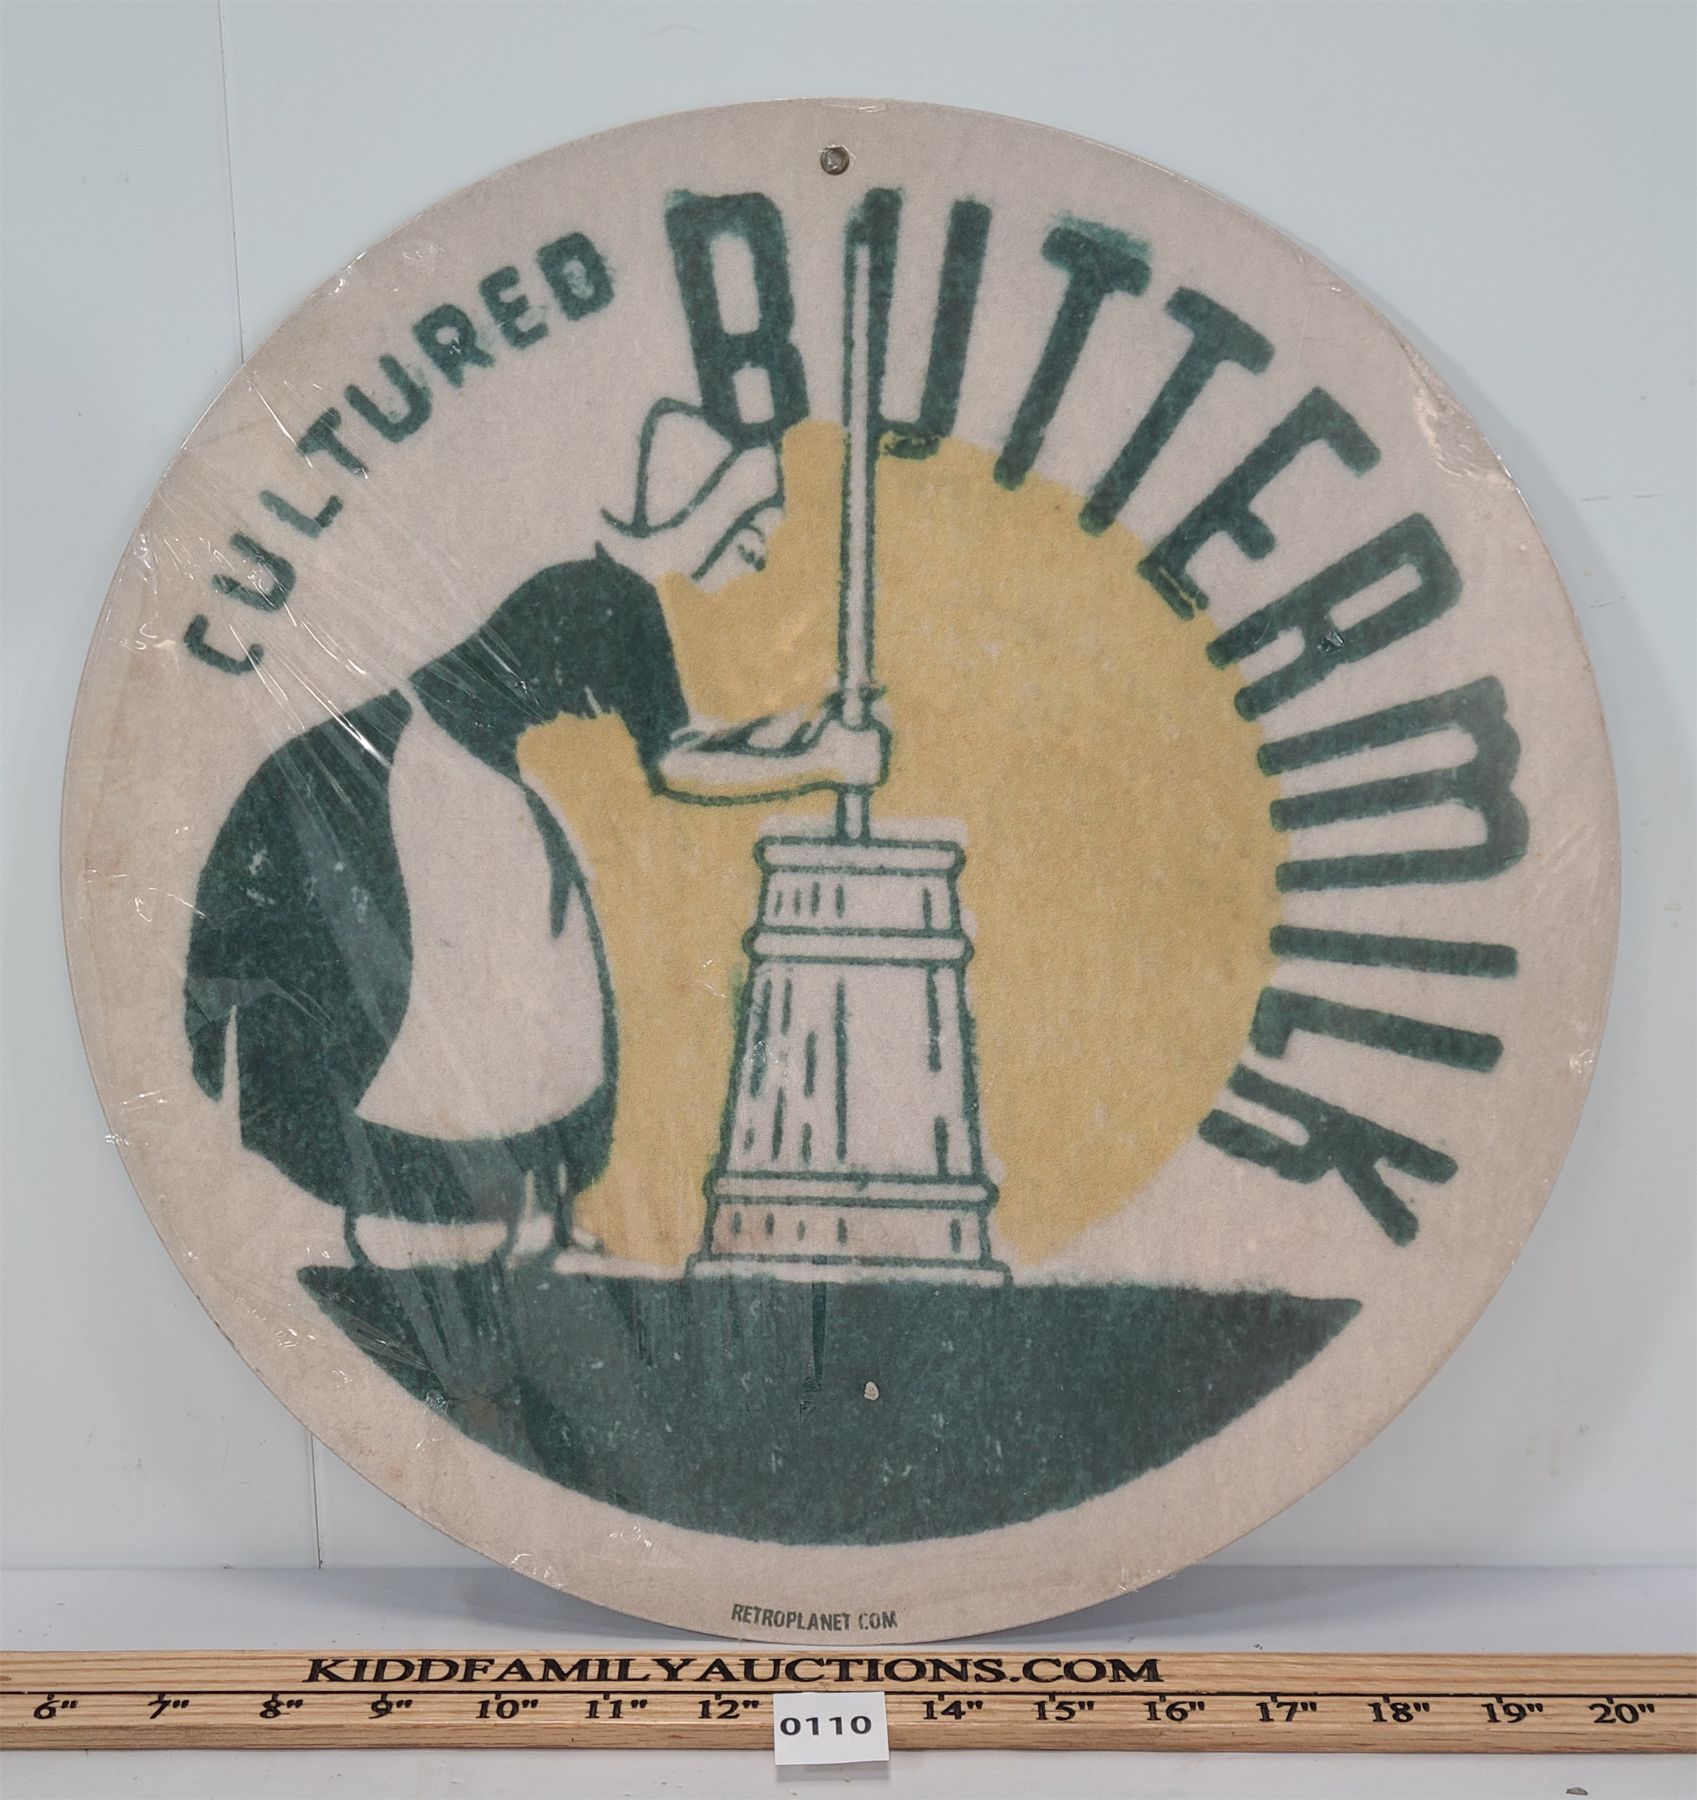 CULTURED
BUTTERMILK
RETROPLANET.COM
KIDDFAMILYAUCTIONS.COM
6" 7" 8" 9" 10" 11" 12" 14" 15" 16" 17" 18" 19" 20"
0110